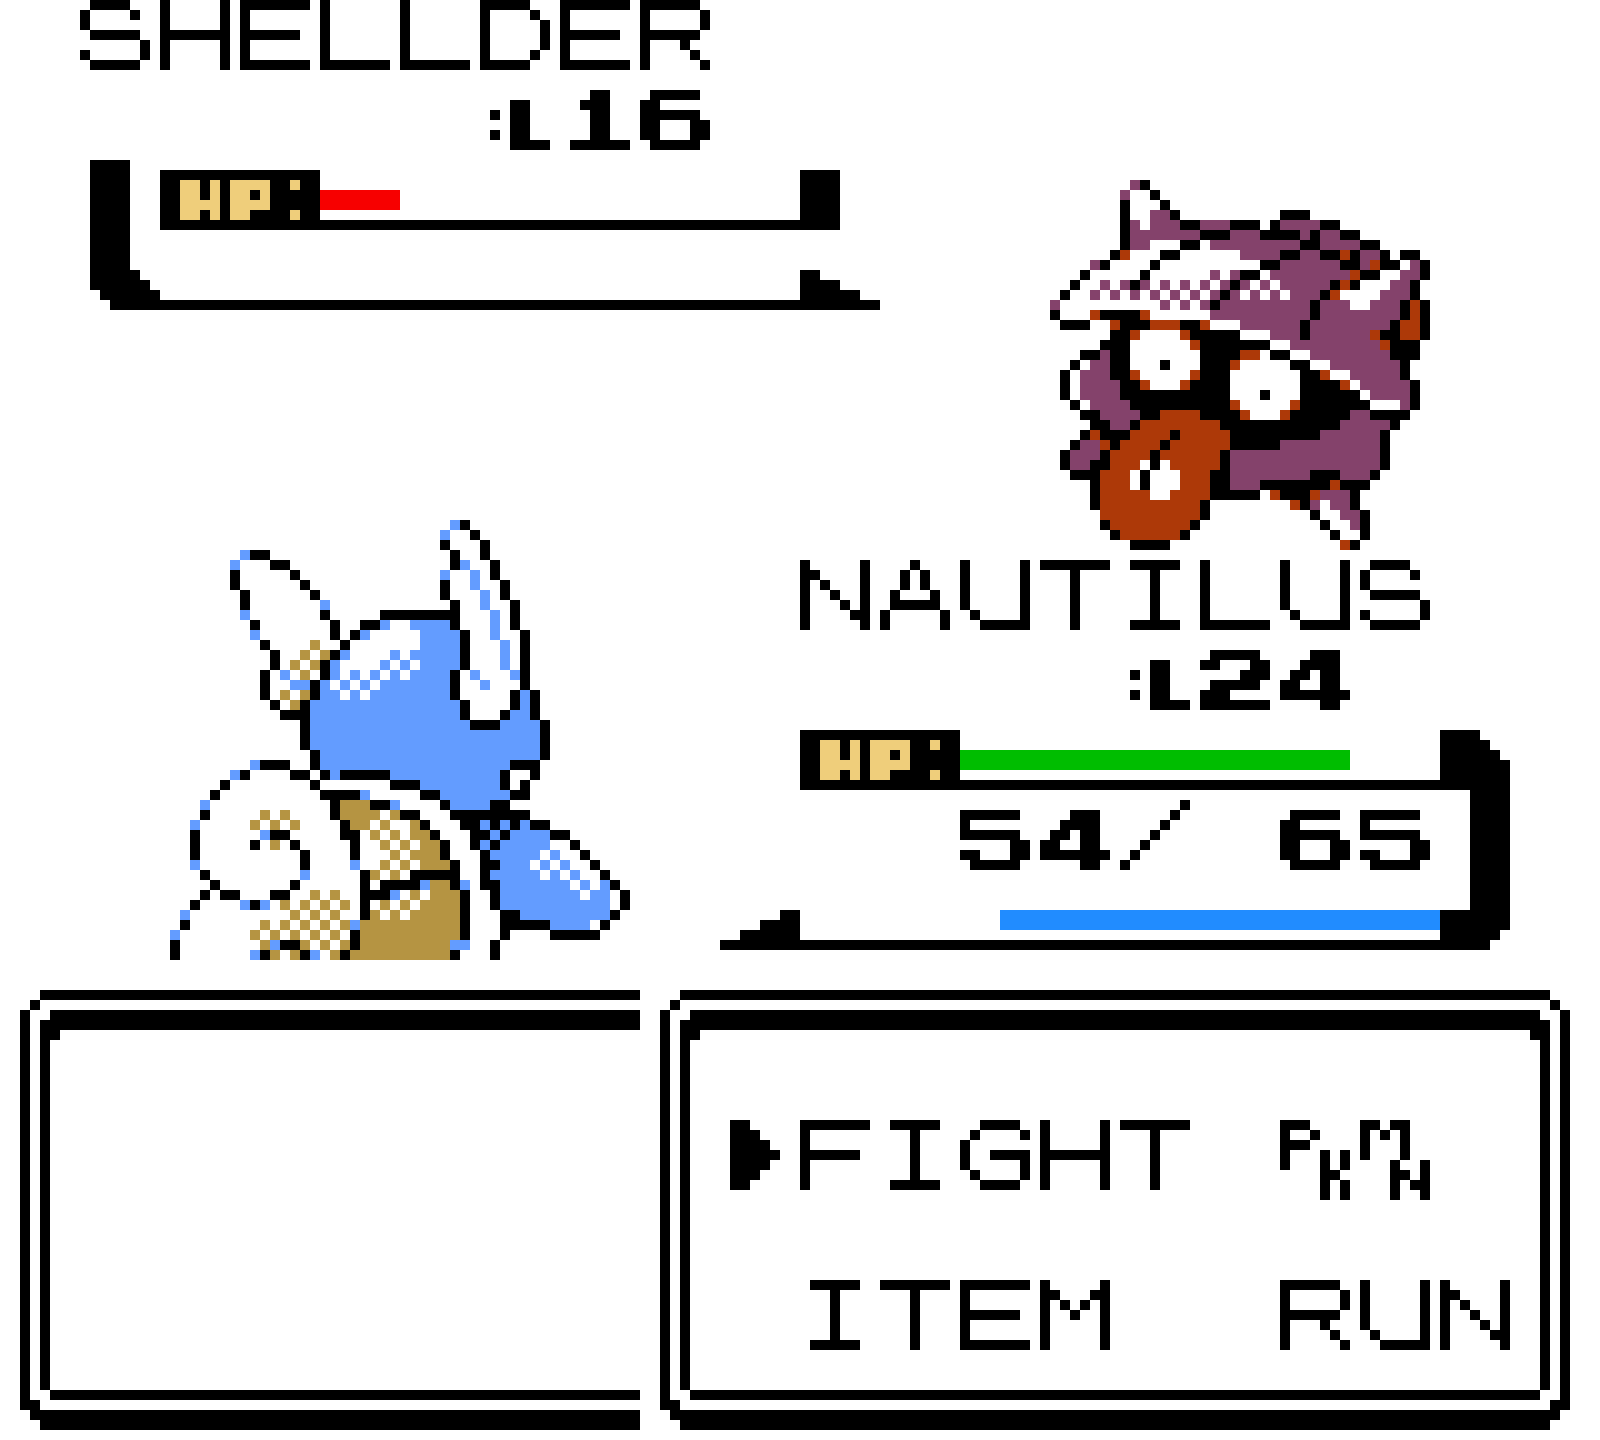 SHELLDER
:L16
HP:
NAUTILUS
:L24
HP:
54/ 65
▶FIGHT PKMN
ITEM RUN